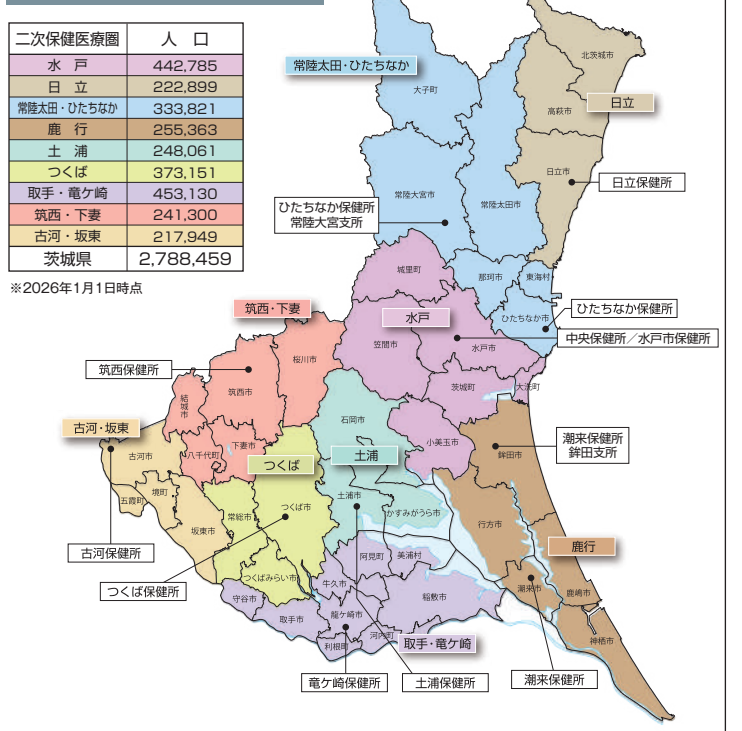 二次保健医療圏 人 口
水 戸 442,785
日 立 222,899
常陸太田・ひたちなか 333,821
鹿 行 255,363
土 浦 248,061
つくば 373,151
取手・竜ケ崎 453,130
筑西・下妻 241,300
古河・坂東 217,949
茨城県 2,788,459
※2026年1月1日時点
常陸太田・ひたちなか
大子町
北茨城市
高萩市
日立
日立市
日立保健所
常陸大宮市
常陸太田市
ひたちなか保健所
常陸大宮支所
城里町
那珂市
東海村
ひたちなか市
ひたちなか保健所
水戸
笠間市
水戸市
中央保健所/水戸市保健所
茨城町
大洗町
小美玉市
筑西・下妻
桜川市
筑西保健所
筑西市
結城市
八千代町
下妻市
古河・坂東
古河市
五霞町
境町
坂東市
古河保健所
石岡市
土浦
土浦市
かすみがうら市
つくば
常総市
つくば市
つくばみらい市
つくば保健所
潮来保健所
鉾田支所
鉾田市
行方市
鹿行
潮来市
鹿嶋市
神栖市
守谷市
取手市
牛久市
阿見町
美浦村
稲敷市
龍ケ崎市
河内町
利根町
取手・竜ケ崎
竜ケ崎保健所
土浦保健所
潮来保健所